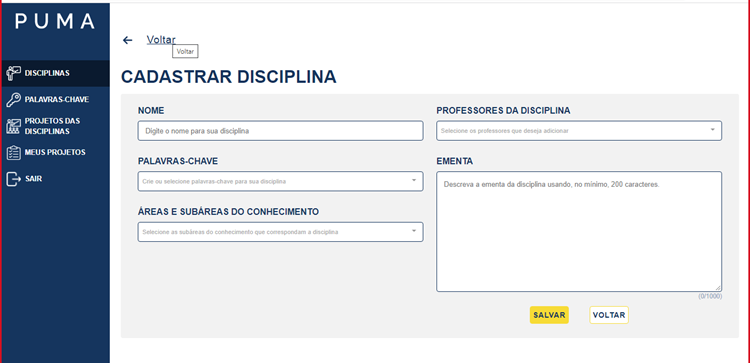 PUMA
DISCIPLINAS
PALAVRAS-CHAVE
PROJETOS DAS
DISCIPLINAS
MEUS PROJETOS
SAIR
Voltar
Voltar
CADASTRAR DISCIPLINA
NOME
Digite o nome para sua disciplina
PALAVRAS-CHAVE
Crie ou selecione palavras-chave para sua disciplina
ÁREAS E SUBÁREAS DO CONHECIMENTO
Selecione as subáreas do conhecimento que correspondam a disciplina
PROFESSORES DA DISCIPLINA
Selecione os professores que deseja adicionar
EMENTA
Descreva a ementa da disciplina usando, no mínimo, 200 caracteres.
(0/1000)
SALVAR
VOLTAR